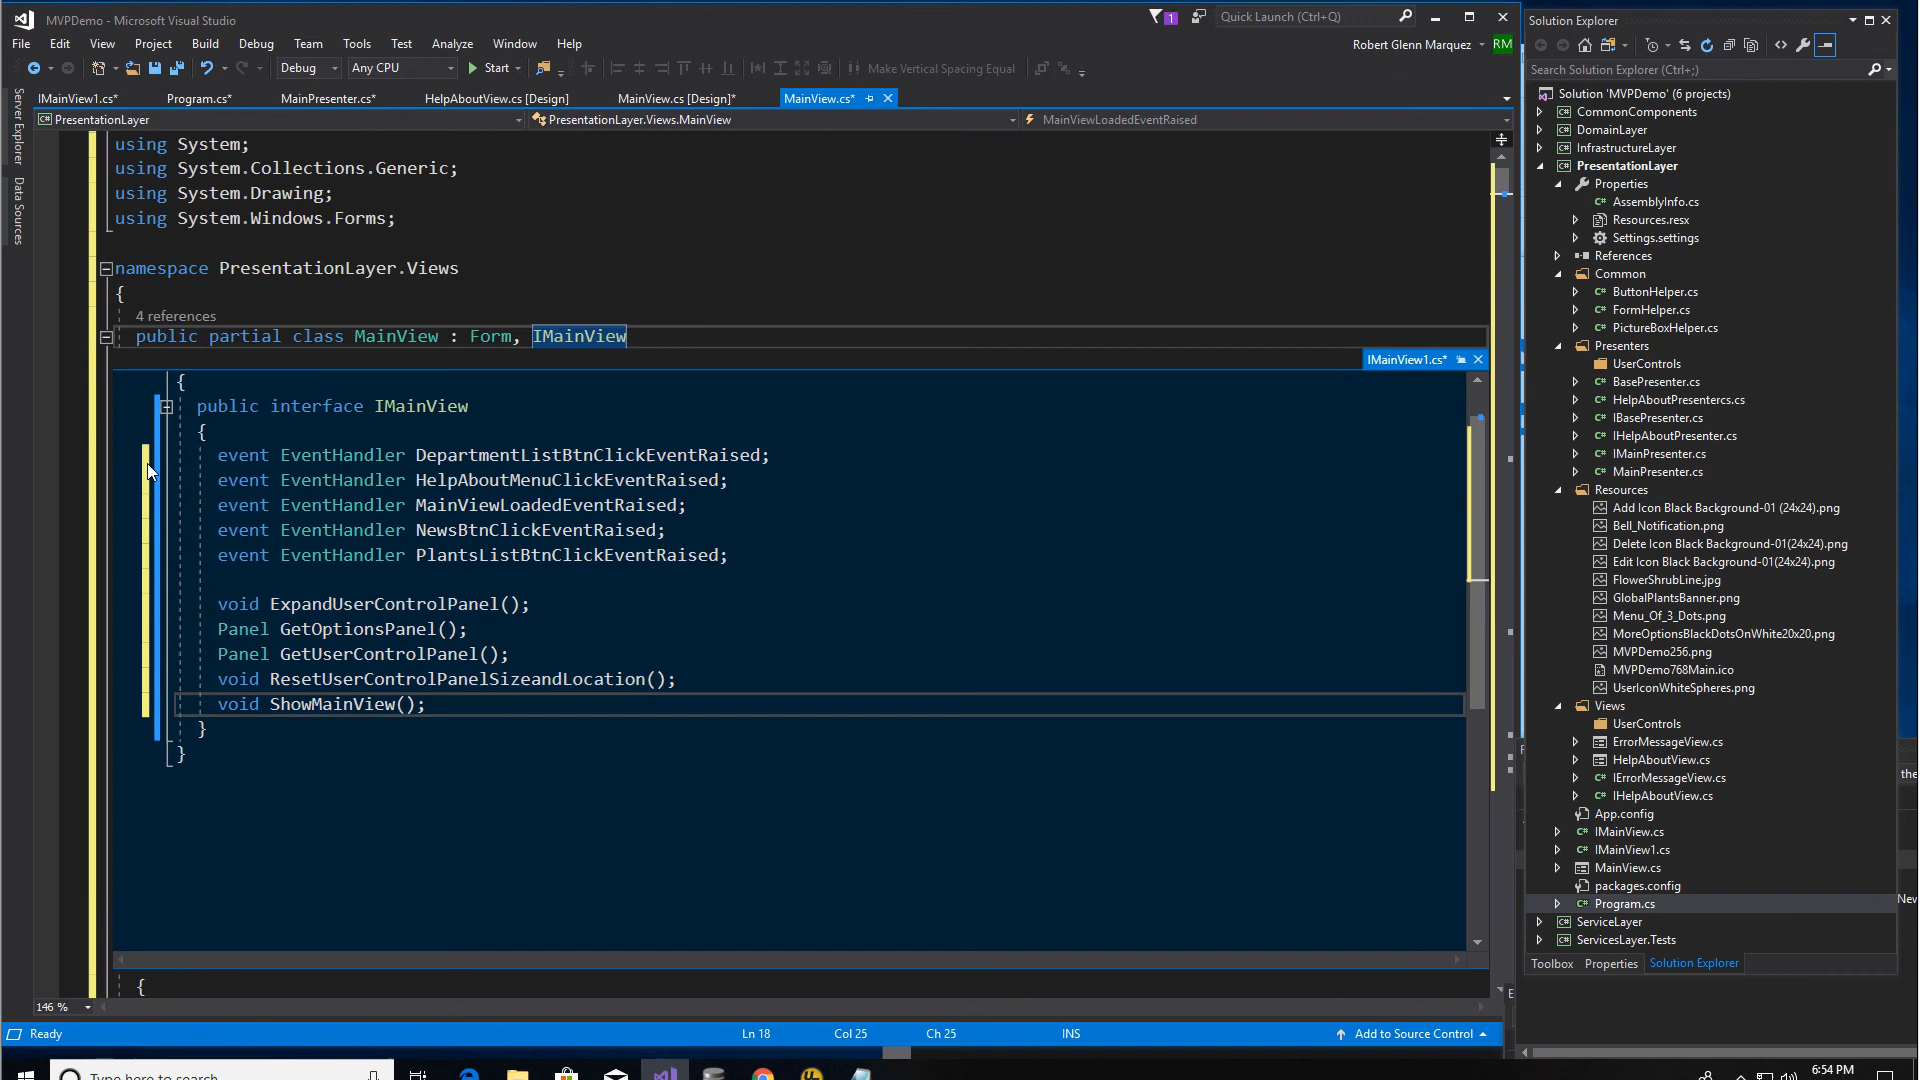 MVPDemo - Microsoft Visual Studio
1
Quick Launch (Ctrl+Q)
File Edit View Project Build Debug Team Tools Test Analyze Window Help
Robert Glenn Marquez RM
Debug Any CPU Start Make Vertical Spacing Equal
IMainView1.cs* Program.cs* MainPresenter.cs* HelpAboutView.cs [Design] MainView.cs [Design]* MainView.cs*
PresentationLayer PresentationLayer.Views.MainView MainViewLoadedEventRaised
Server Explorer
Data Sources
using System;
using System.Collections.Generic;
using System.Drawing;
using System.Windows.Forms;
namespace PresentationLayer.Views
{
4 references
public partial class MainView : Form, IMainView
IMainView1.cs*
{
public interface IMainView
{
event EventHandler DepartmentListBtnClickEventRaised;
event EventHandler HelpAboutMenuClickEventRaised;
event EventHandler MainViewLoadedEventRaised;
event EventHandler NewsBtnClickEventRaised;
event EventHandler PlantsListBtnClickEventRaised;
void ExpandUserControlPanel();
Panel GetOptionsPanel();
Panel GetUserControlPanel();
void ResetUserControlPanelSizeandLocation();
void ShowMainView();
}
}
{
146 %
Ready Ln 18 Col 25 Ch 25 INS Add to Source Control
Solution Explorer
Search Solution Explorer (Ctrl+;)
Solution 'MVPDemo' (6 projects)
CommonComponents
DomainLayer
InfrastructureLayer
PresentationLayer
Properties
AssemblyInfo.cs
Resources.resx
Settings.settings
References
Common
ButtonHelper.cs
FormHelper.cs
PictureBoxHelper.cs
Presenters
UserControls
BasePresenter.cs
HelpAboutPresentercs.cs
IBasePresenter.cs
IHelpAboutPresenter.cs
IMainPresenter.cs
MainPresenter.cs
Resources
Add Icon Black Background-01 (24x24).png
Bell_Notification.png
Delete Icon Black Background-01(24x24).png
Edit Icon Black Background-01(24x24).png
FlowerShrubLine.jpg
GlobalPlantsBanner.png
Menu_Of_3_Dots.png
MoreOptionsBlackDotsOnWhite20x20.png
MVPDemo256.png
MVPDemo768Main.ico
UserIconWhiteSpheres.png
Views
UserControls
ErrorMessageView.cs
HelpAboutView.cs
IErrorMessageView.cs
IHelpAboutView.cs
App.config
IMainView.cs
IMainView1.cs
MainView.cs
packages.config
Program.cs
ServiceLayer
ServicesLayer.Tests
Toolbox Properties Solution Explorer
the
New
Type here to search
6:54 PM